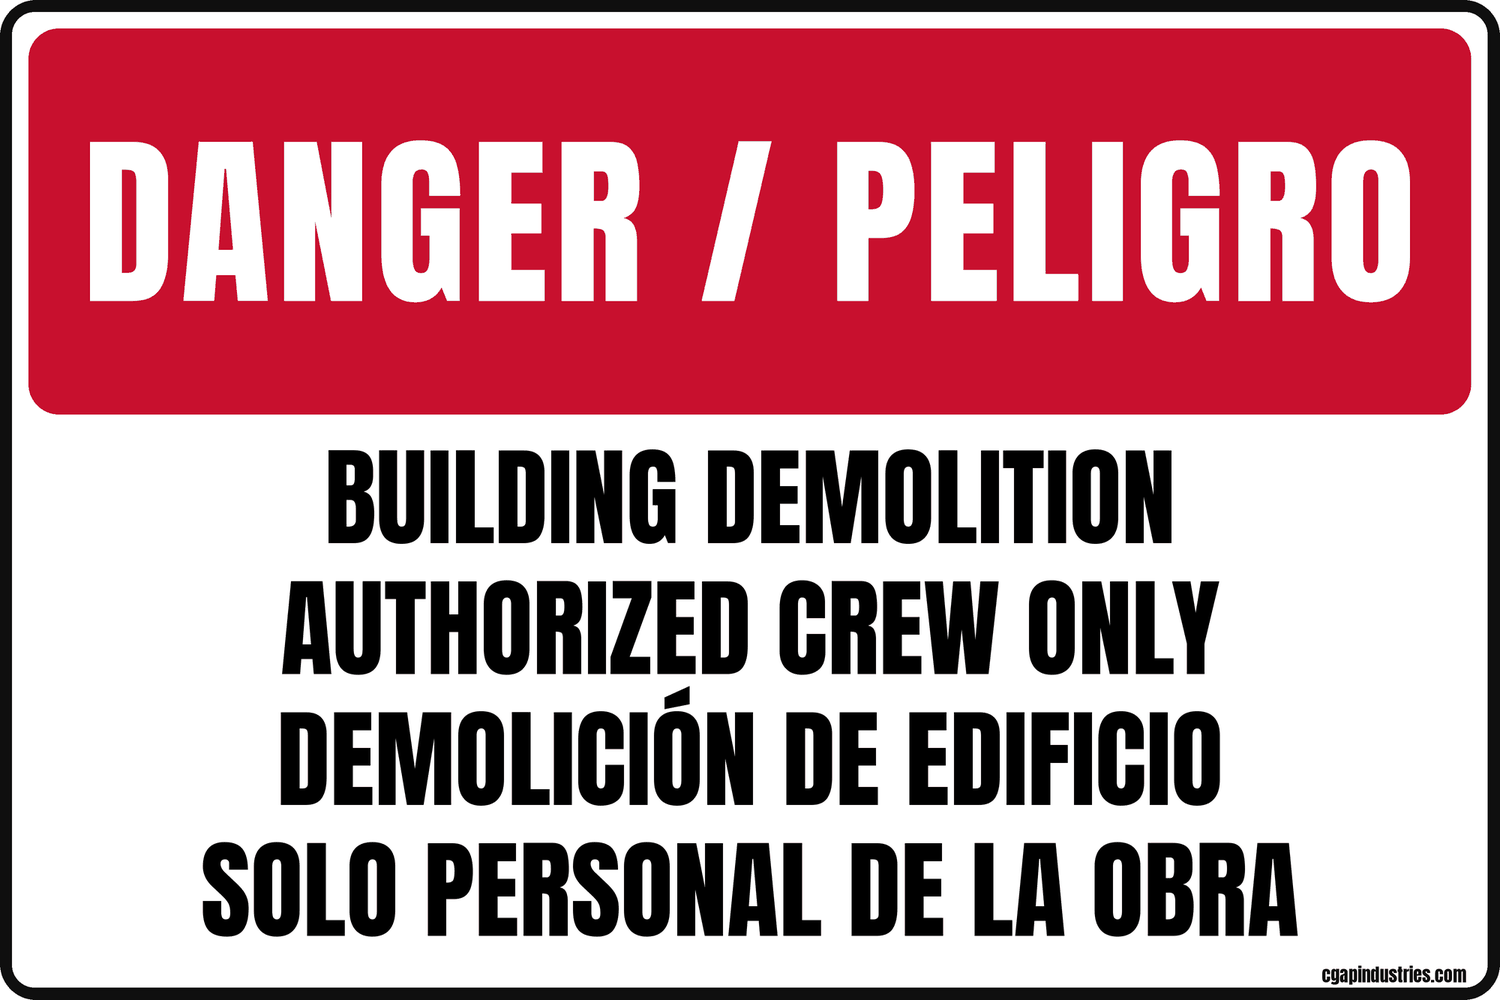 DANGER / PELIGRO
BUILDING DEMOLITION
AUTHORIZED CREW ONLY
DEMOLICIÓN DE EDIFICIO
SOLO PERSONAL DE LA OBRA
cgapindustries.com